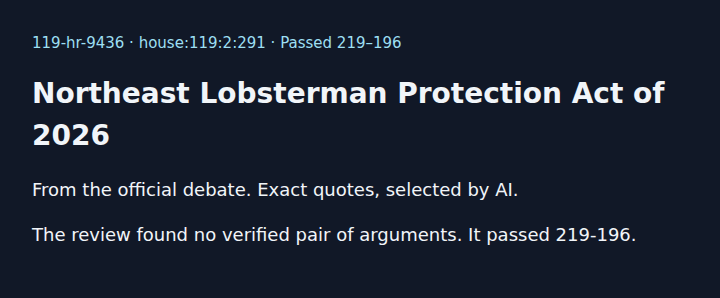 119-hr-9436 · house:119:2:291 · Passed 219–196
Northeast Lobsterman Protection Act of
2026
From the official debate. Exact quotes, selected by AI.
The review found no verified pair of arguments. It passed 219-196.